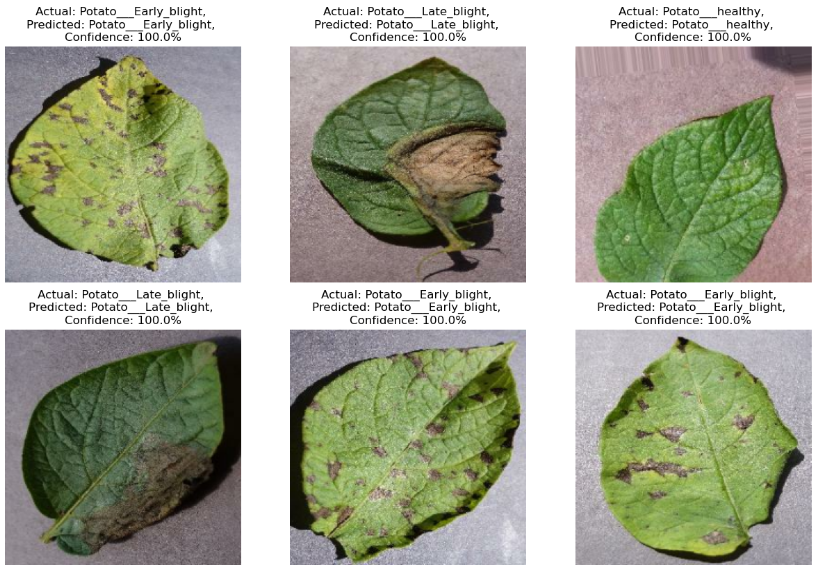 Actual: Potato___Early_blight,
Predicted: Potato___Early_blight,
Confidence: 100.0%
Actual: Potato___Late_blight,
Predicted: Potato___Late_blight,
Confidence: 100.0%
Actual: Potato___healthy,
Predicted: Potato___healthy,
Confidence: 100.0%
Actual: Potato___Late_blight,
Predicted: Potato___Late_blight,
Confidence: 100.0%
Actual: Potato___Early_blight,
Predicted: Potato___Early_blight,
Confidence: 100.0%
Actual: Potato___Early_blight,
Predicted: Potato___Early_blight,
Confidence: 100.0%